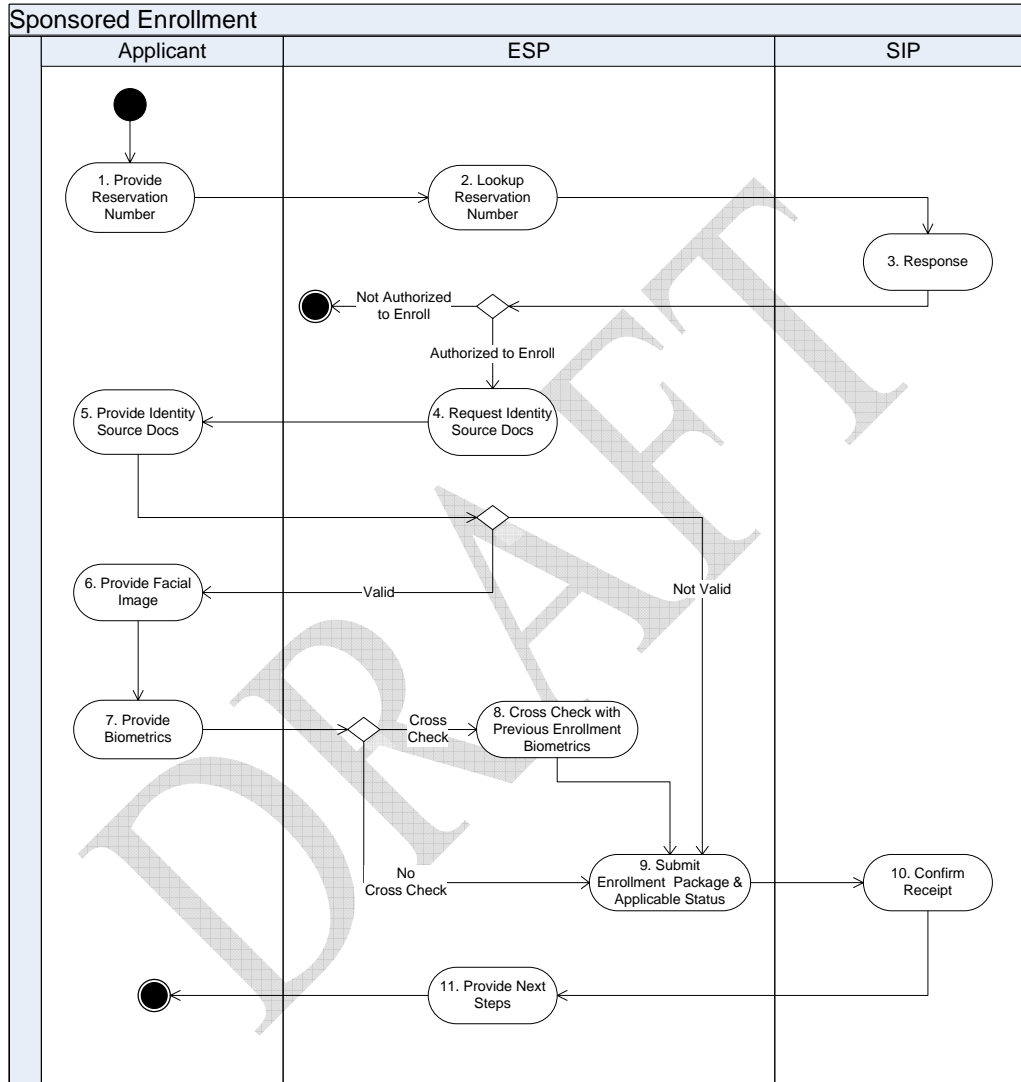 Sponsored Enrollment
Applicant
ESP
SIP
1. Provide
Reservation
Number
2. Lookup
Reservation
Number
3. Response
Not Authorized
to Enroll
Authorized to Enroll
4. Request Identity
Source Docs
5. Provide Identity
Source Docs
6. Provide Facial
Image
Valid
Not Valid
7. Provide
Biometrics
Cross
Check
8. Cross Check with
Previous Enrollment
Biometrics
No
Cross Check
9. Submit
Enrollment Package &
Applicable Status
10. Confirm
Receipt
11. Provide Next
Steps
DRAFT